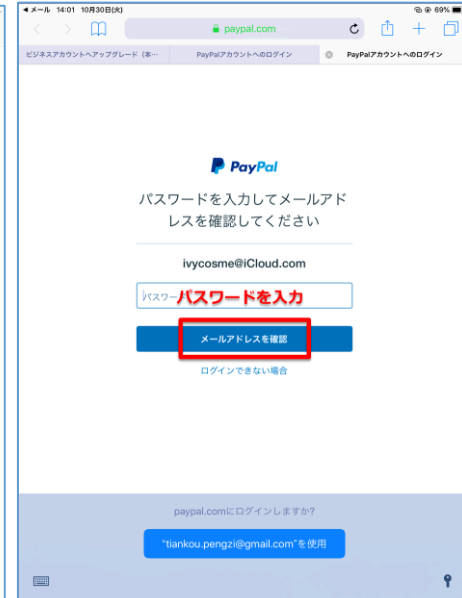 メール 14:01 10月30日(火) 69%
paypal.com
ビジネスアカウントへアップグレード（本… PayPalアカウントへのログイン PayPalアカウントへのログイン
PayPal
パスワードを入力してメールアド
レスを確認してください
ivycosme@iCloud.com
パスワー パスワードを入力
メールアドレスを確認
ログインできない場合
paypal.comにログインしますか?
"tiankou.pengzi@gmail.com"を使用